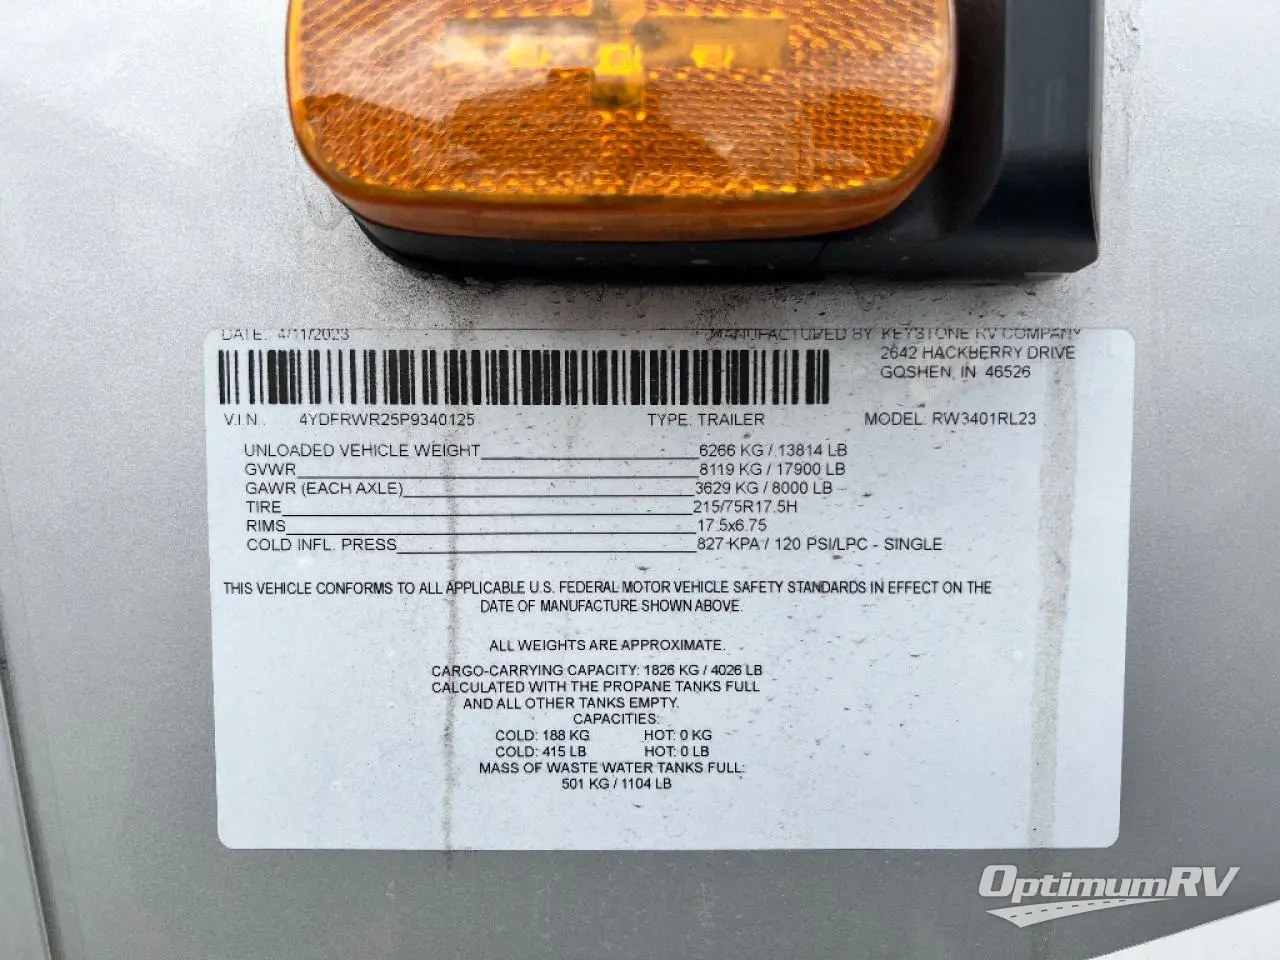 DATE: 4/11/2023 MANUFACTURED BY KEYSTONE RV COMPANY
2642 HACKBERRY DRIVE
GOSHEN, IN 46526
V.I.N.: 4YDFRWR25P9340125 TYPE: TRAILER MODEL: RW3401RL23
UNLOADED VEHICLE WEIGHT 6266 KG / 13814 LB
GVWR 8119 KG / 17900 LB
GAWR (EACH AXLE) 3629 KG / 8000 LB
TIRE 215/75R17.5H
RIMS 17.5x6.75
COLD INFL. PRESS 827 KPA / 120 PSI/LPC - SINGLE
THIS VEHICLE CONFORMS TO ALL APPLICABLE U.S. FEDERAL MOTOR VEHICLE SAFETY STANDARDS IN EFFECT ON THE
DATE OF MANUFACTURE SHOWN ABOVE.
ALL WEIGHTS ARE APPROXIMATE.
CARGO-CARRYING CAPACITY: 1826 KG / 4026 LB
CALCULATED WITH THE PROPANE TANKS FULL
AND ALL OTHER TANKS EMPTY.
CAPACITIES:
COLD: 188 KG HOT: 0 KG
COLD: 415 LB HOT: 0 LB
MASS OF WASTE WATER TANKS FULL:
501 KG / 1104 LB
OptimumRV